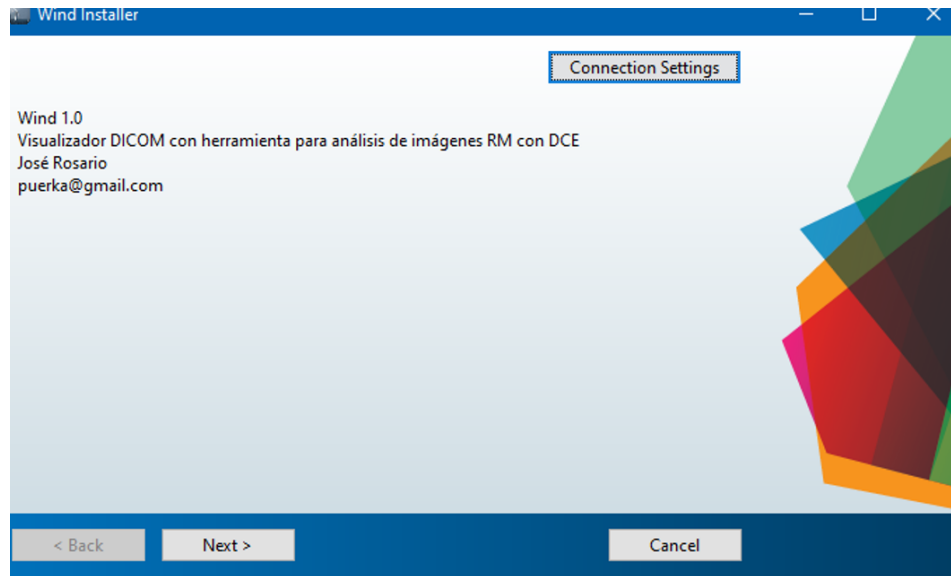 Wind Installer
Connection Settings
Wind 1.0
Visualizador DICOM con herramienta para análisis de imágenes RM con DCE
José Rosario
puerka@gmail.com
< Back
Next >
Cancel